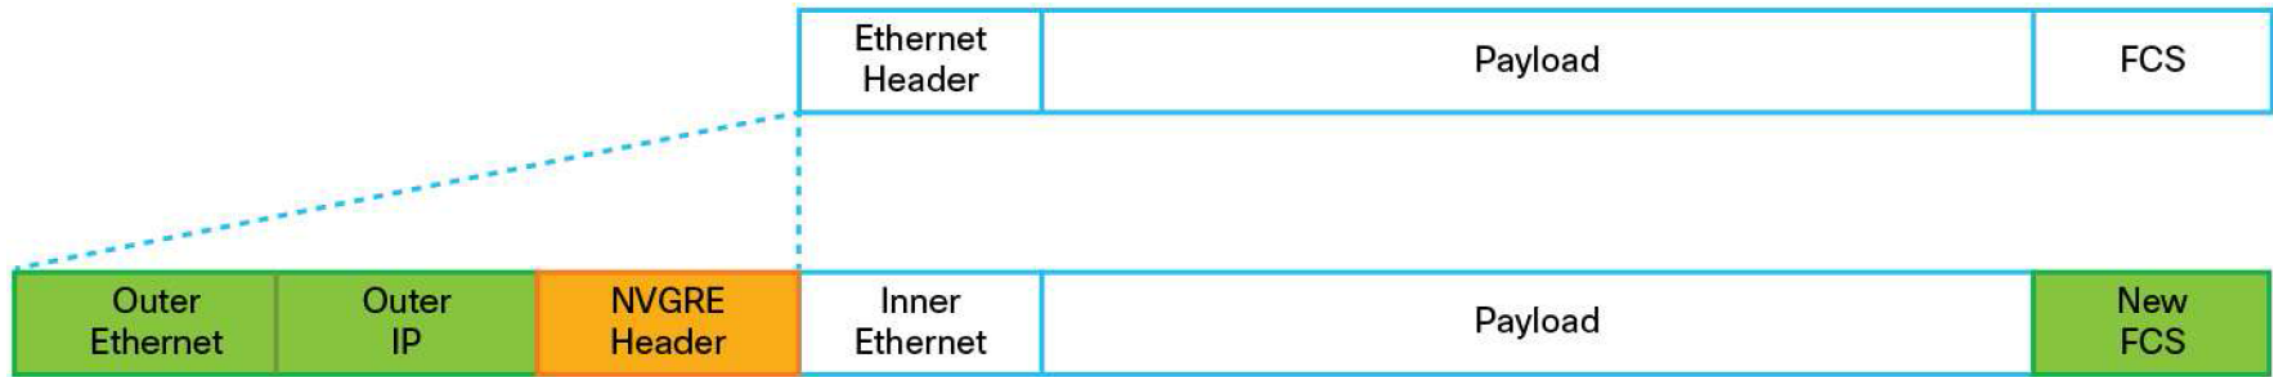 Ethernet
Header
Payload
FCS
Outer
Ethernet
Outer
IP
NVGRE
Header
Inner
Ethernet
Payload
New
FCS